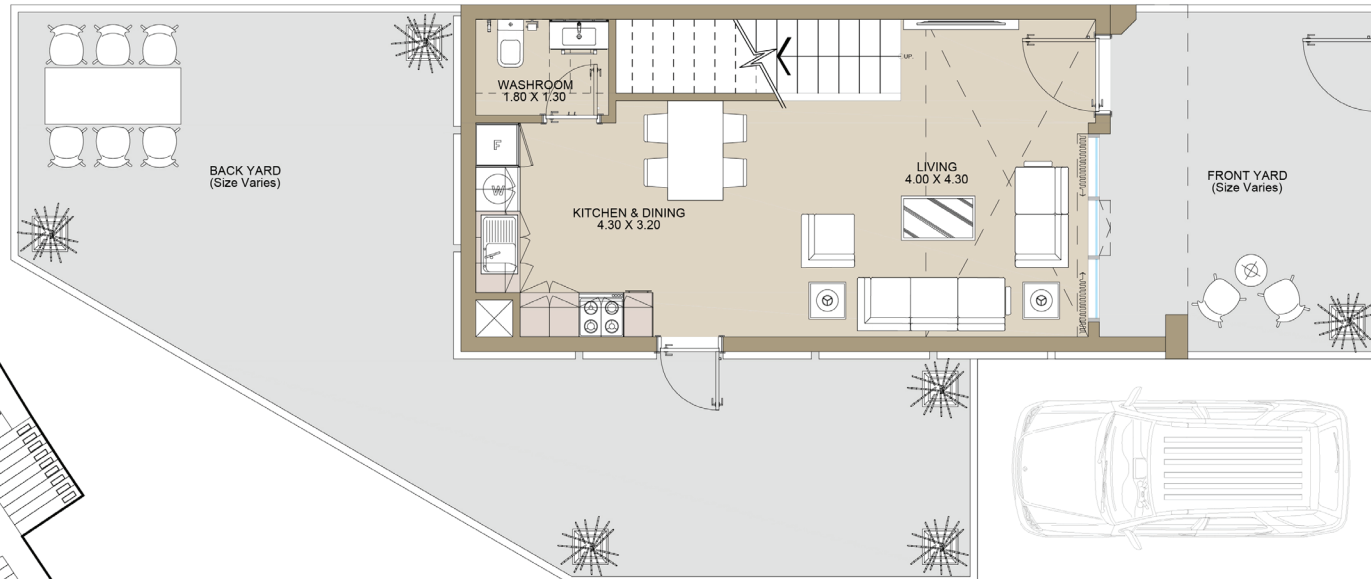 WASHROOM
1.80 X 1.30
UP.
F
W
BACK YARD
(Size Varies)
KITCHEN & DINING
4.30 X 3.20
LIVING
4.00 X 4.30
FRONT YARD
(Size Varies)